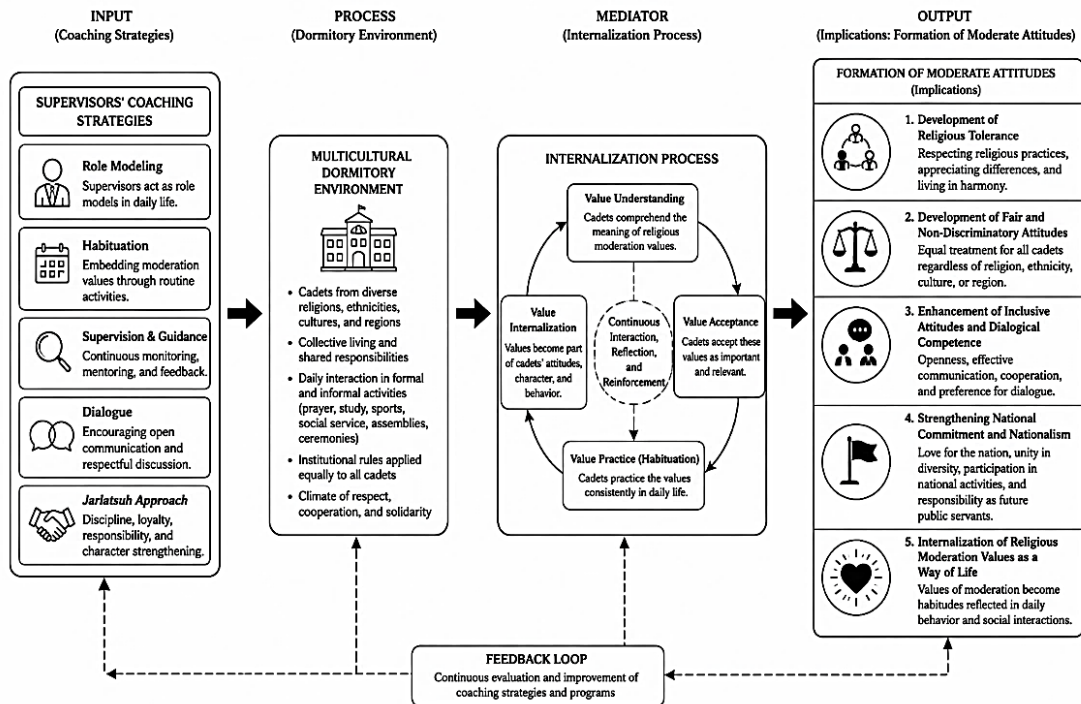 INPUT
(Coaching Strategies)
SUPERVISORS' COACHING
STRATEGIES
Role Modeling
Supervisors act as role
models in daily life.
Habituation
Embedding moderation
values through routine
activities.
Supervision & Guidance
Continuous monitoring,
mentoring, and feedback.
Dialogue
Encouraging open
communication and
respectful discussion.
Jarlatsuh Approach
Discipline, loyalty,
responsibility, and
character strengthening.
PROCESS
(Dormitory Environment)
MULTICULTURAL
DORMITORY
ENVIRONMENT
• Cadets from diverse
religions, ethnicities,
cultures, and regions
• Collective living and
shared responsibilities
• Daily interaction in formal
and informal activities
(prayer, study, sports,
social service, assemblies,
ceremonies)
• Institutional rules applied
equally to all cadets
• Climate of respect,
cooperation, and solidarity
MEDIATOR
(Internalization Process)
INTERNALIZATION PROCESS
Value Understanding
Cadets comprehend the
meaning of religious
moderation values.
Value
Internalization
Values become part
of cadets' attitudes,
character, and
behavior.
Continuous
Interaction,
Reflection,
and
Reinforcement.
Value Acceptance
Cadets accept these
values as important
and relevant.
Value Practice (Habituation)
Cadets practice the values
consistently in daily life.
OUTPUT
(Implications: Formation of Moderate Attitudes)
FORMATION OF MODERATE ATTITUDES
(Implications)
1. Development of
Religious Tolerance
Respecting religious practices,
appreciating differences, and
living in harmony.
2. Development of Fair and
Non-Discriminatory Attitudes
Equal treatment for all cadets
regardless of religion, ethnicity,
culture, or region.
3. Enhancement of Inclusive
Attitudes and Dialogical
Competence
Openness, effective
communication, cooperation,
and preference for dialogue.
4. Strengthening National
Commitment and Nationalism
Love for the nation, unity in
diversity, participation in
national activities, and
responsibility as future
public servants.
5. Internalization of Religious
Moderation Values as a
Way of Life
Values of moderation become
habitudes reflected in daily
behavior and social interactions.
FEEDBACK LOOP
Continuous evaluation and improvement of
coaching strategies and programs